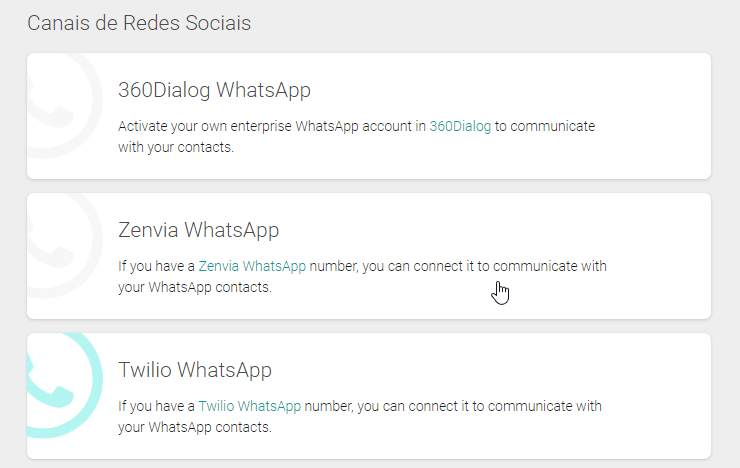 Canais de Redes Sociais
360Dialog WhatsApp
Activate your own enterprise WhatsApp account in 360Dialog to communicate
with your contacts.
Zenvia WhatsApp
If you have a Zenvia WhatsApp number, you can connect it to communicate with
your WhatsApp contacts.
Twilio WhatsApp
If you have a Twilio WhatsApp number, you can connect it to communicate with
your WhatsApp contacts.